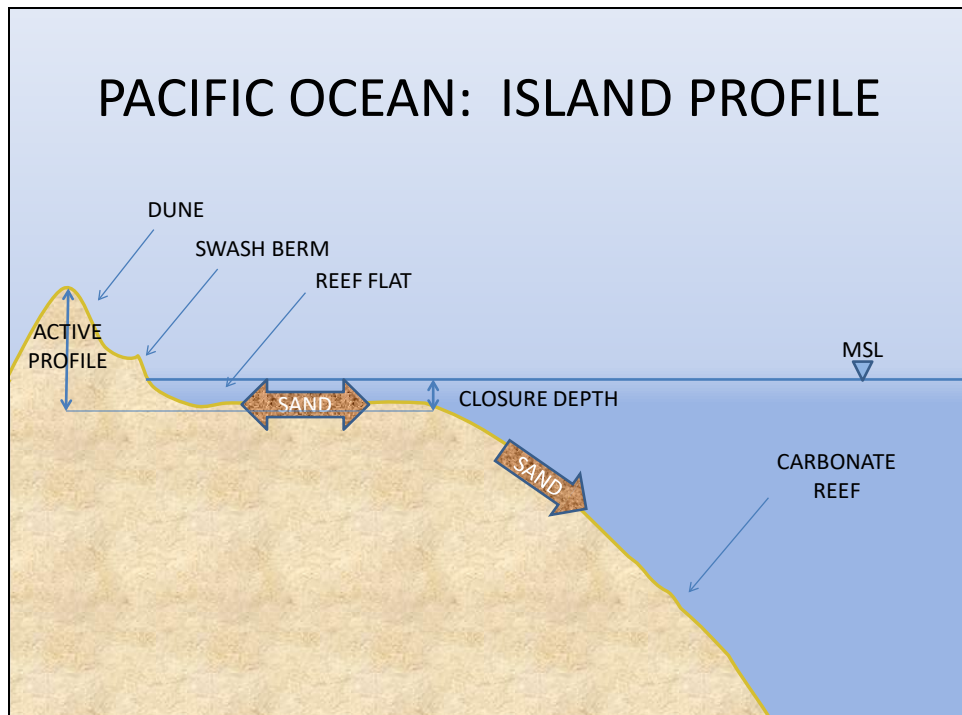 PACIFIC OCEAN: ISLAND PROFILE
DUNE
SWASH BERM
REEF FLAT
ACTIVE
PROFILE
MSL
SAND
CLOSURE DEPTH
SAND
CARBONATE
REEF